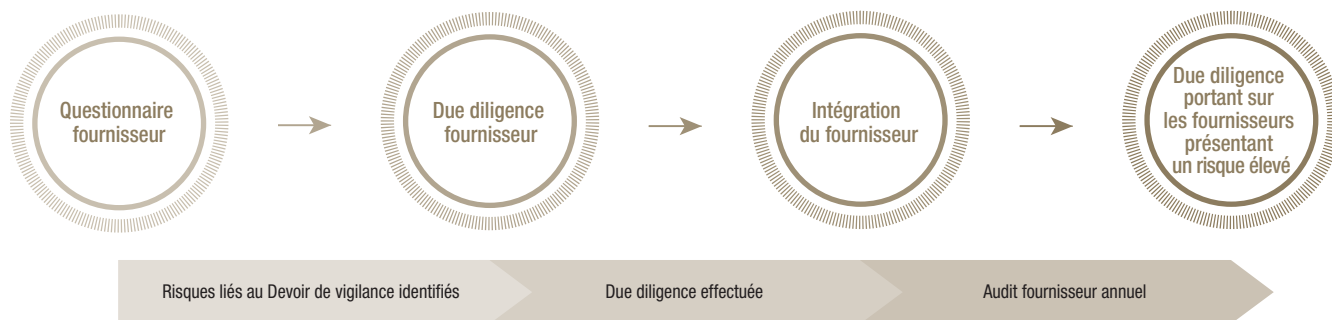 Questionnaire
fournisseur
Due diligence
fournisseur
Intégration
du fournisseur
Due diligence
portant sur
les fournisseurs
présentant
un risque élevé
Risques liés au Devoir de vigilance identifiés
Due diligence effectuée
Audit fournisseur annuel